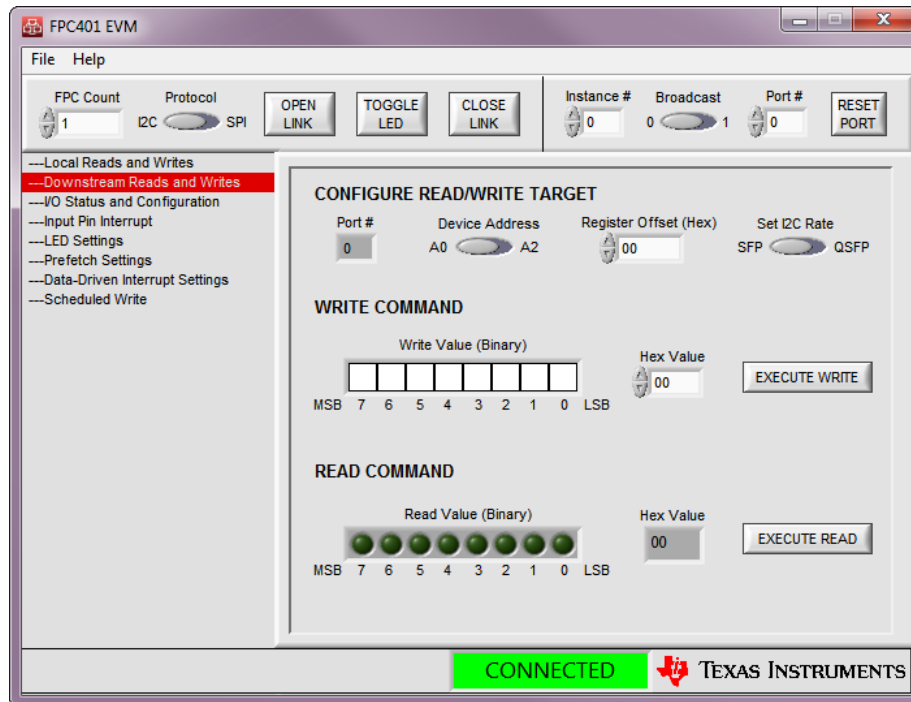 FPC401 EVM
File Help
FPC Count Protocol OPEN LINK TOGGLE LED CLOSE LINK Instance # Broadcast Port # RESET PORT
1 I2C SPI 0 0 1 0
---Local Reads and Writes
---Downstream Reads and Writes
---I/O Status and Configuration
---Input Pin Interrupt
---LED Settings
---Prefetch Settings
---Data-Driven Interrupt Settings
---Scheduled Write
CONFIGURE READ/WRITE TARGET
Port # Device Address Register Offset (Hex) Set I2C Rate
0 A0 A2 00 SFP QSFP
WRITE COMMAND
Write Value (Binary) Hex Value
00 EXECUTE WRITE
MSB 7 6 5 4 3 2 1 0 LSB
READ COMMAND
Read Value (Binary) Hex Value
00 EXECUTE READ
MSB 7 6 5 4 3 2 1 0 LSB
CONNECTED TEXAS INSTRUMENTS